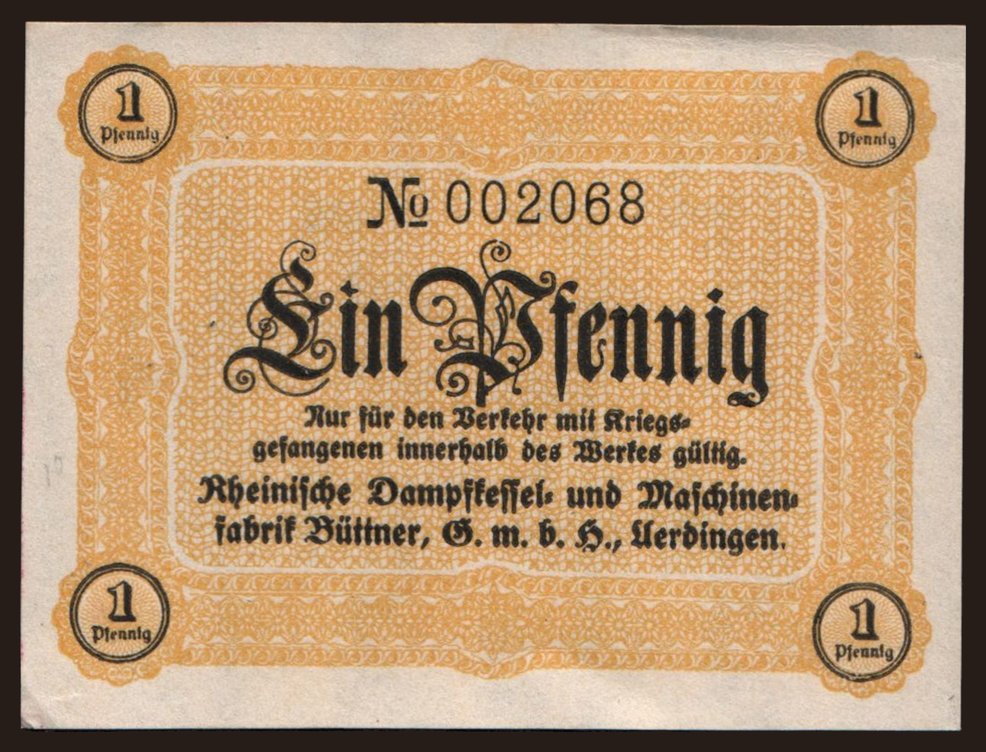 1
Pfennig
1
Pfennig
No 002068
Ein Pfennig
Nur für den Verkehr mit Kriegs-
gefangenen innerhalb des Werkes gültig.
Rheinische Dampfkessel- und Maschinen-
fabrik Büttner, G. m. b. H., Uerdingen.
1
Pfennig
1
Pfennig